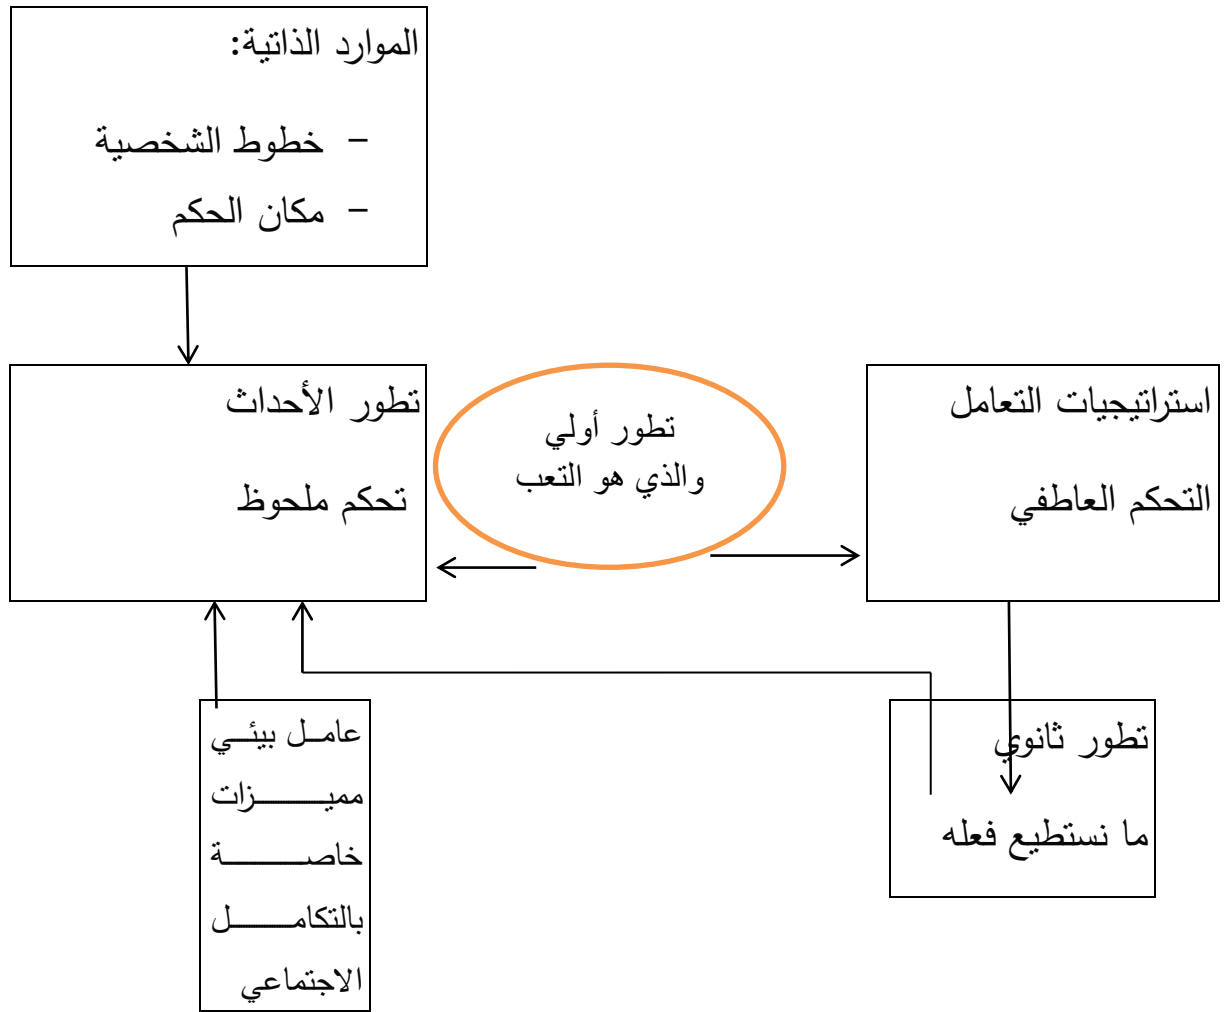 الموارد الذاتية:
- خطوط الشخصية
- مكان الحكم
استراتيجيات التعامل
التحكم العاطفي
تطور أولي
والذي هو التعب
تطور الأحداث
تحكم ملحوظ
تطور ثانوي
ما نستطيع فعله
عامل بيئي
مميزات
خاصة
بالتكامل
الاجتماعي